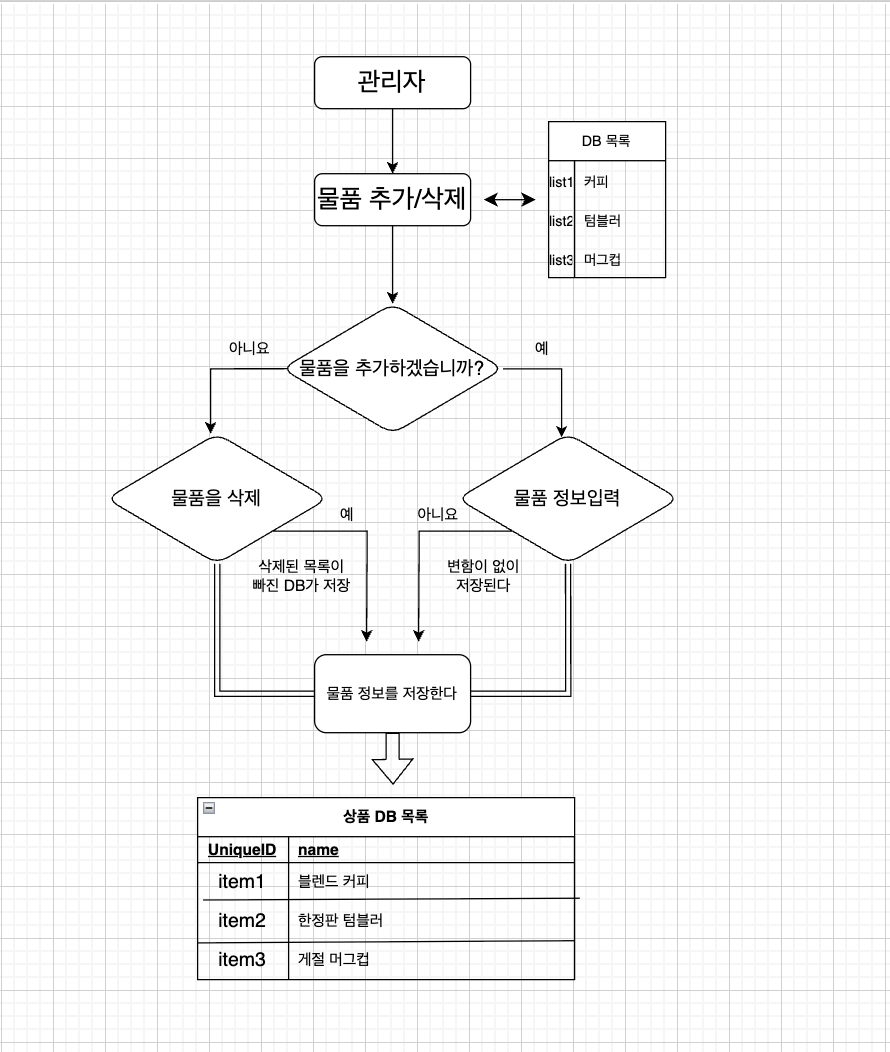 관리자
물품 추가/삭제
DB 목록
list1 커피
list2 텀블러
list3 머그컵
물품을 추가하겠습니까?
아니요
예
물품을 삭제
물품 정보입력
예
아니요
삭제된 목록이
빠진 DB가 저장
변함이 없이
저장된다
물품 정보를 저장한다
상품 DB 목록
UniqueID name
item1 블렌드 커피
item2 한정판 텀블러
item3 게절 머그컵